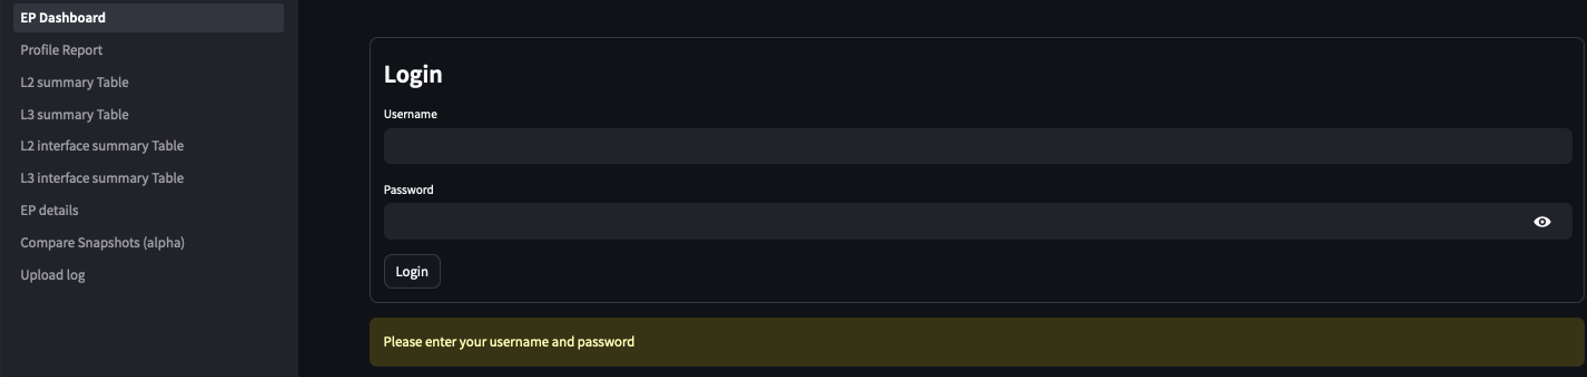 EP Dashboard
Profile Report
L2 summary Table
L3 summary Table
L2 interface summary Table
L3 interface summary Table
EP details
Compare Snapshots (alpha)
Upload log
Login
Username
Password
Login
Please enter your username and password